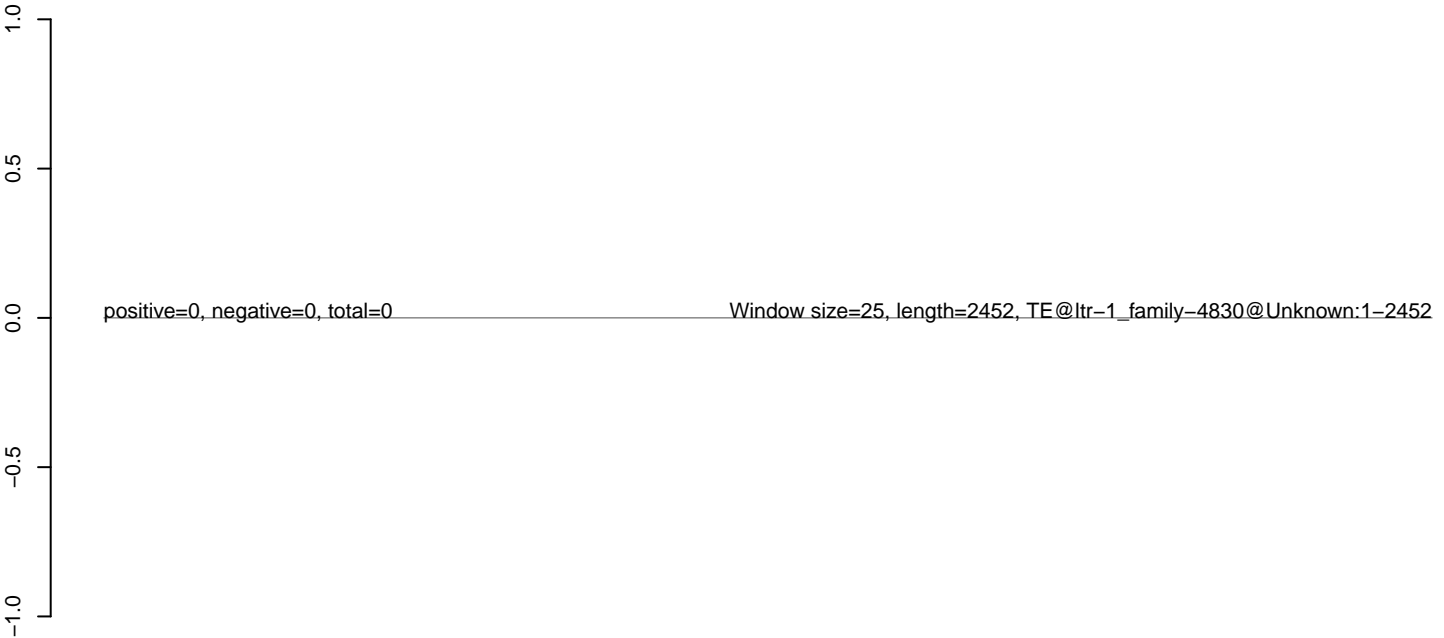 1.0
0.5
0.0
−0.5
−1.0
positive=0, negative=0, total=0
Window size=25, length=2452, TE@ltr−1_family−4830@Unknown:1−2452